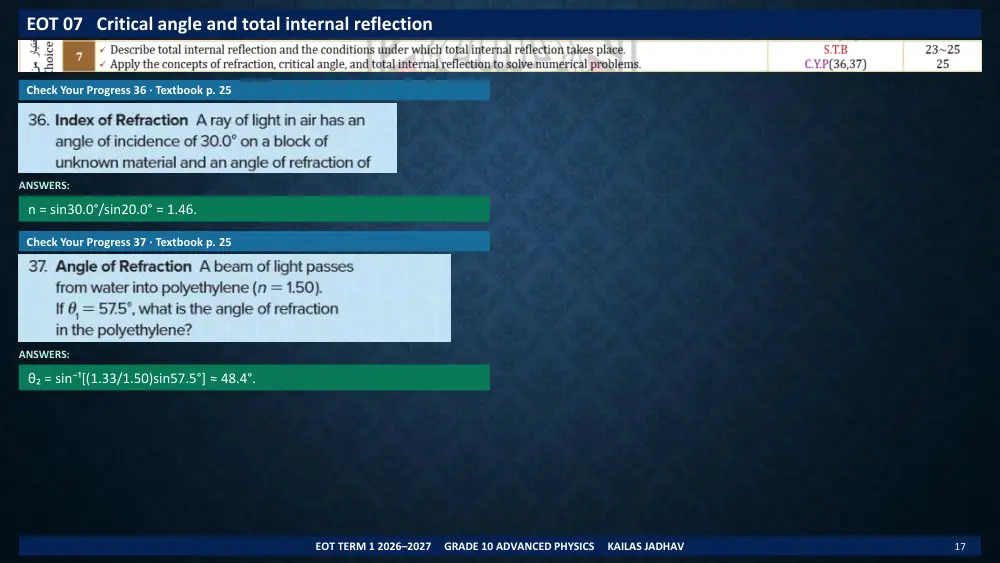 EOT 07 Critical angle and total internal reflection
hoice
7
✓ Describe total internal reflection and the conditions under which total internal reflection takes place.
✓ Apply the concepts of refraction, critical angle, and total internal reflection to solve numerical problems.
S.T.B
C.Y.P(36,37)
23~25
25
Check Your Progress 36 · Textbook p. 25
36. Index of Refraction A ray of light in air has an
angle of incidence of 30.0° on a block of
unknown material and an angle of refraction of
ANSWERS:
n = sin30.0°/sin20.0° = 1.46.
Check Your Progress 37 · Textbook p. 25
37. Angle of Refraction A beam of light passes
from water into polyethylene (n = 1.50).
If θ₁ = 57.5°, what is the angle of refraction
in the polyethylene?
ANSWERS:
θ₂ = sin⁻¹[(1.33/1.50)sin57.5°] ≈ 48.4°.
EOT TERM 1 2026–2027 GRADE 10 ADVANCED PHYSICS KAILAS JADHAV
17